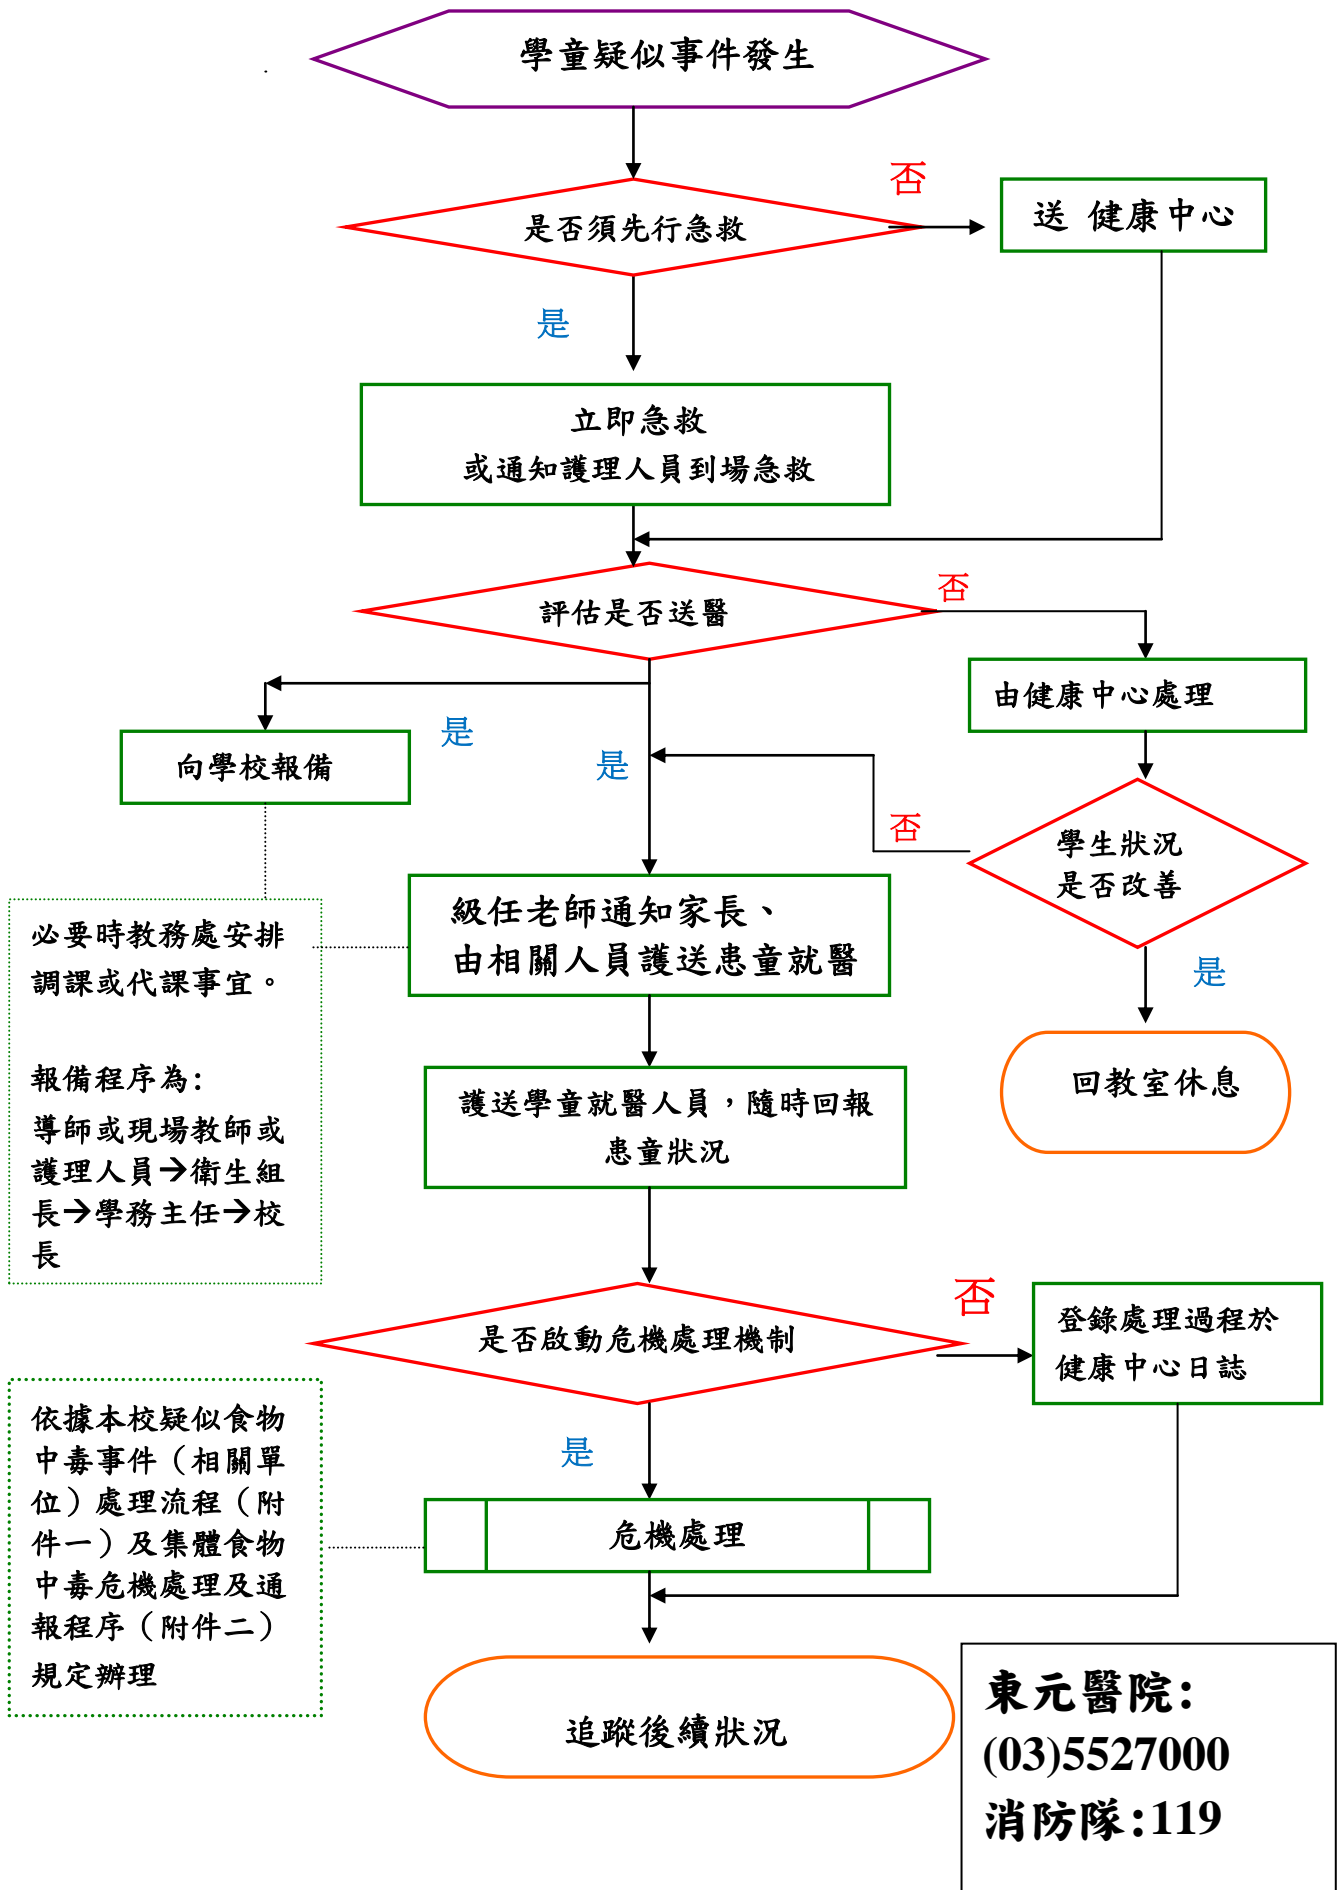 學童疑似事件發生
否
是否須先行急救
送 健康中心
是
立即急救
或通知護理人員到場急救
否
評估是否送醫
由健康中心處理
是
是
向學校報備
否
學生狀況
是否改善
級任老師通知家長、
由相關人員護送患童就醫
是
必要時教務處安排
調課或代課事宜。
報備程序為:
導師或現場教師或
護理人員→衛生組
長→學務主任→校
長
回教室休息
護送學童就醫人員，隨時回報
患童狀況
否
是否啟動危機處理機制
登錄處理過程於
健康中心日誌
是
依據本校疑似食物
中毒事件（相關單
位）處理流程（附
件一）及集體食物
中毒危機處理及通
報程序（附件二）
規定辦理
危機處理
追蹤後續狀況
東元醫院:
(03)5527000
消防隊:119